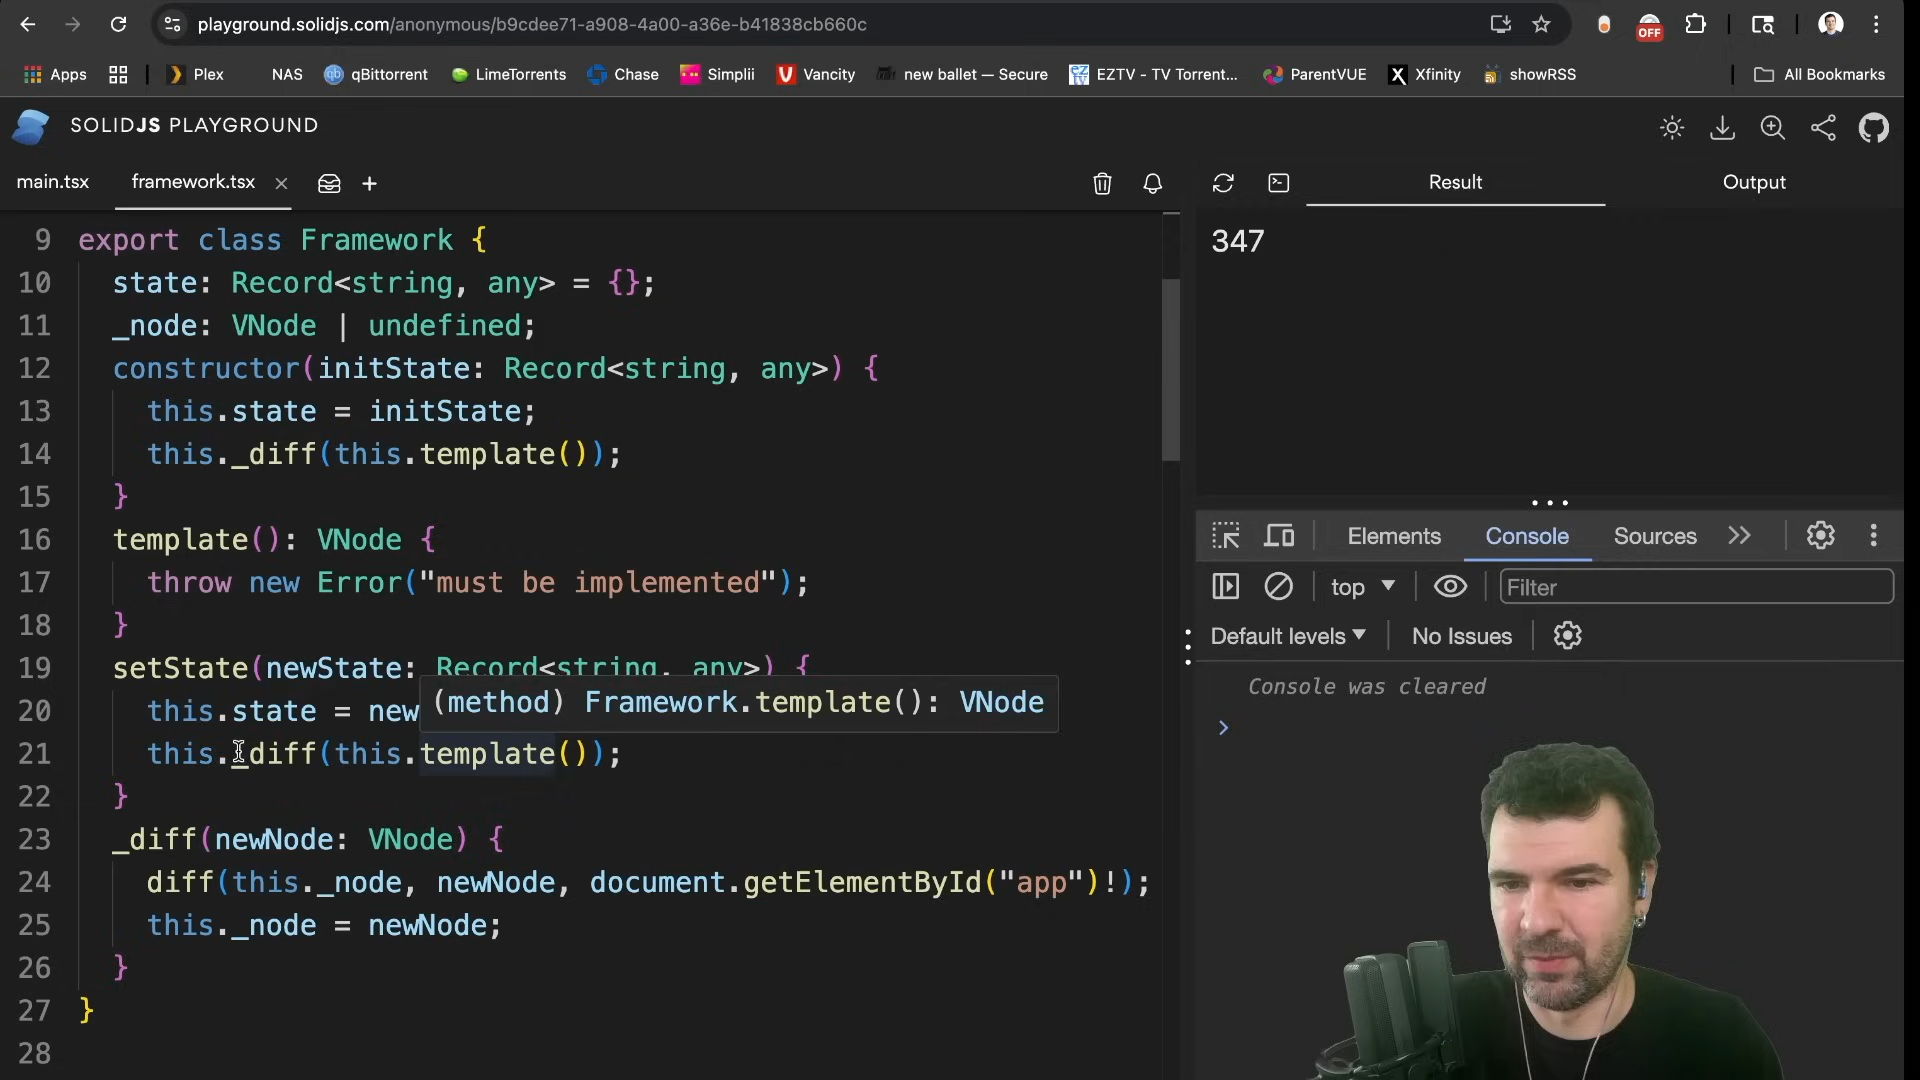 playground.solidjs.com/anonymous/b9cdee71-a908-4a00-a36e-b41838cb660c
OFF
Apps
Plex
NAS
qBittorrent
LimeTorrents
Chase
Simplii
Vancity
new ballet — Secure
EZTV - TV Torrent...
ParentVUE
Xfinity
showRSS
All Bookmarks
SOLIDJS PLAYGROUND
main.tsx
framework.tsx
Result
Output
9 export class Framework {
10 state: Record<string, any> = {};
11 _node: VNode | undefined;
12 constructor(initState: Record<string, any>) {
13 this.state = initState;
14 this._diff(this.template());
15 }
16 template(): VNode {
17 throw new Error("must be implemented");
18 }
19 setState(newState: Record<string, any>) {
20 this.state = new
(method) Framework.template(): VNode
21 this._diff(this.template());
22 }
23 _diff(newNode: VNode) {
24 diff(this._node, newNode, document.getElementById("app")!);
25 this._node = newNode;
26 }
27 }
28
347
Elements
Console
Sources
top
Filter
Default levels
No Issues
Console was cleared